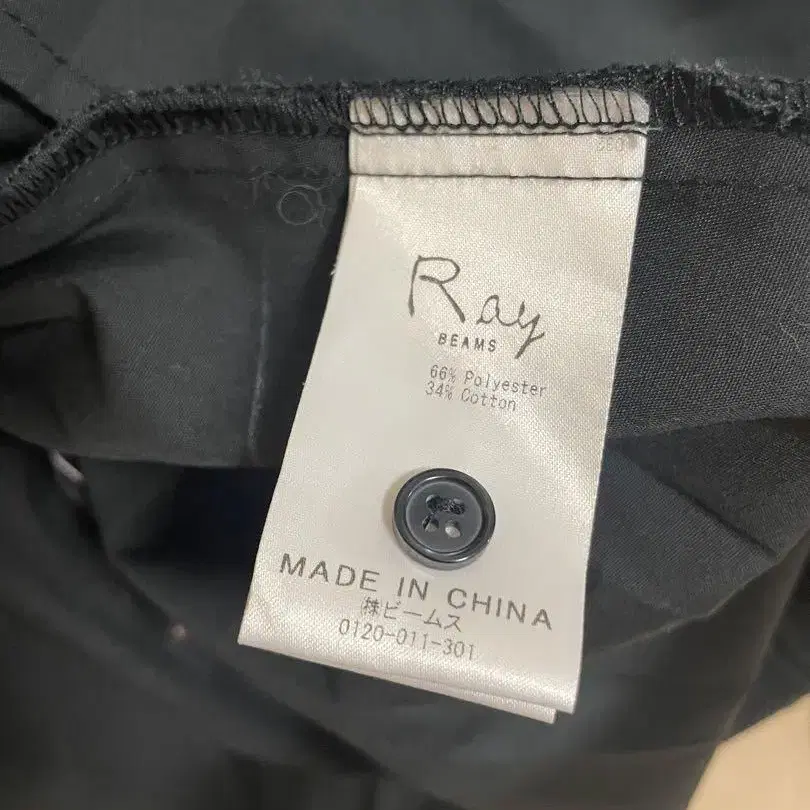 Ray
BEAMS
66% Polyester
34% Cotton
MADE IN CHINA
㈱ビームス
0120-011-301